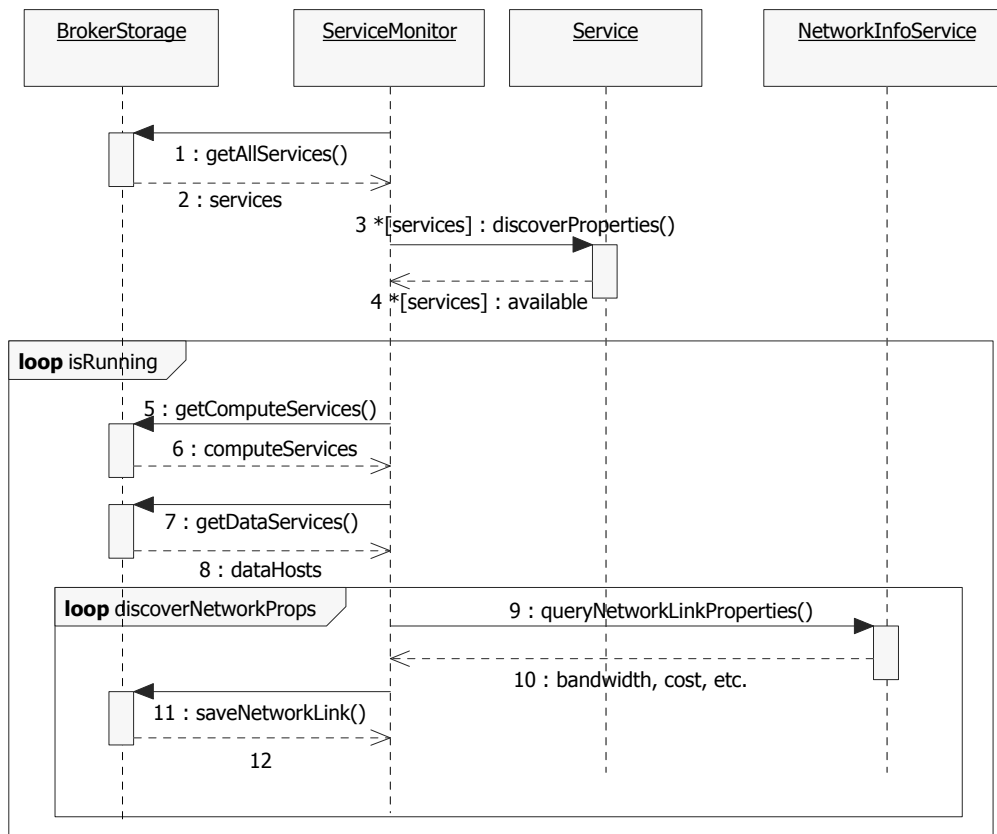 BrokerStorage
ServiceMonitor
Service
NetworkInfoService
1 : getAllServices()
2 : services
3 *[services] : discoverProperties()
4 *[services] : available
loop isRunning
5 : getComputeServices()
6 : computeServices
7 : getDataServices()
8 : dataHosts
loop discoverNetworkProps
9 : queryNetworkLinkProperties()
10 : bandwidth, cost, etc.
11 : saveNetworkLink()
12